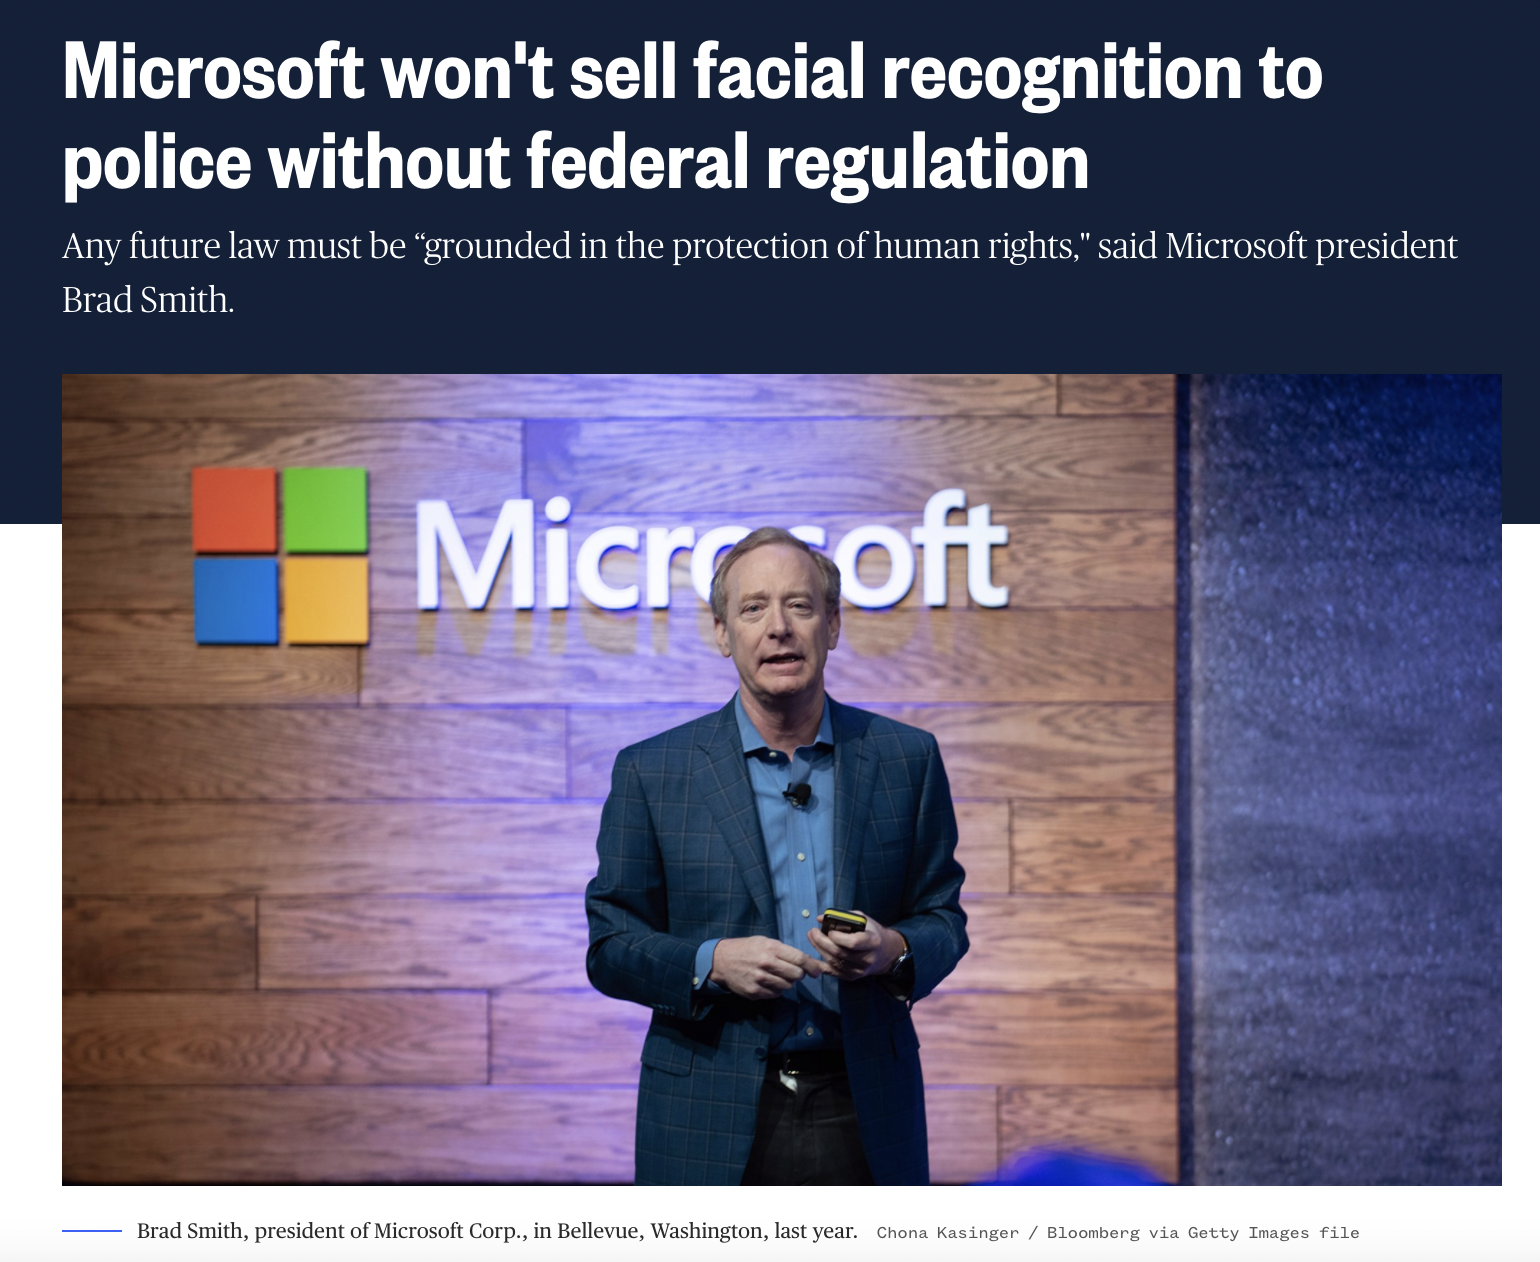 Microsoft won't sell facial recognition to
police without federal regulation
Any future law must be “grounded in the protection of human rights," said Microsoft president
Brad Smith.
Microsoft
Brad Smith, president of Microsoft Corp., in Bellevue, Washington, last year. Chona Kasinger / Bloomberg via Getty Images file